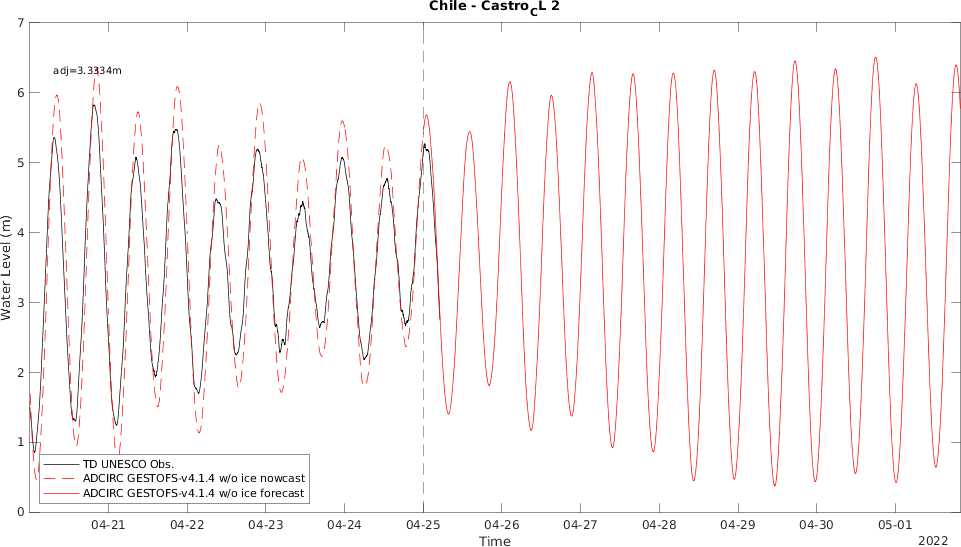 Chile - Castro_CL 2
adj=3.3334m
7
6
5
4
3
2
1
0
Water Level (m)
TD UNESCO Obs.
ADCIRC GESTOFS-v4.1.4 w/o ice nowcast
ADCIRC GESTOFS-v4.1.4 w/o ice forecast
04-21 04-22 04-23 04-24 04-25 04-26 04-27 04-28 04-29 04-30 05-01
Time
2022